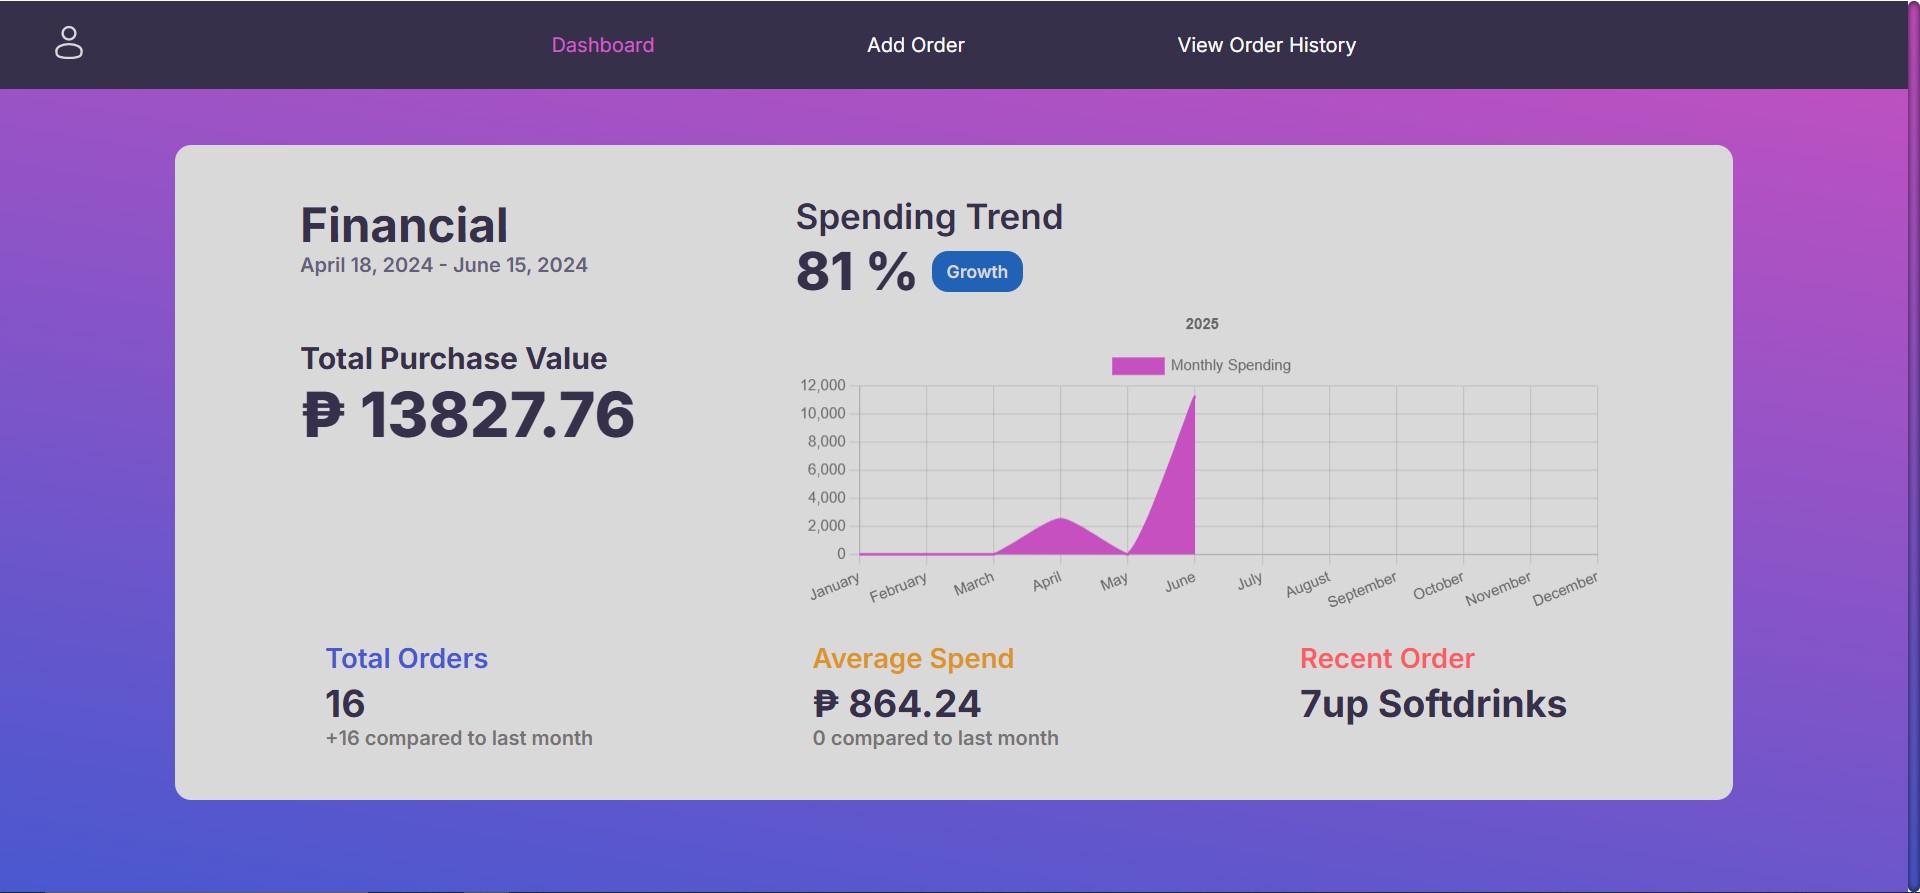 Dashboard
Add Order
View Order History
Financial
April 18, 2024 - June 15, 2024
Total Purchase Value
₱ 13827.76
Spending Trend
81 % Growth
2025
Monthly Spending
12,000
10,000
8,000
6,000
4,000
2,000
0
January
February
March
April
May
June
July
August
September
October
November
December
Total Orders
16
+16 compared to last month
Average Spend
₱ 864.24
0 compared to last month
Recent Order
7up Softdrinks